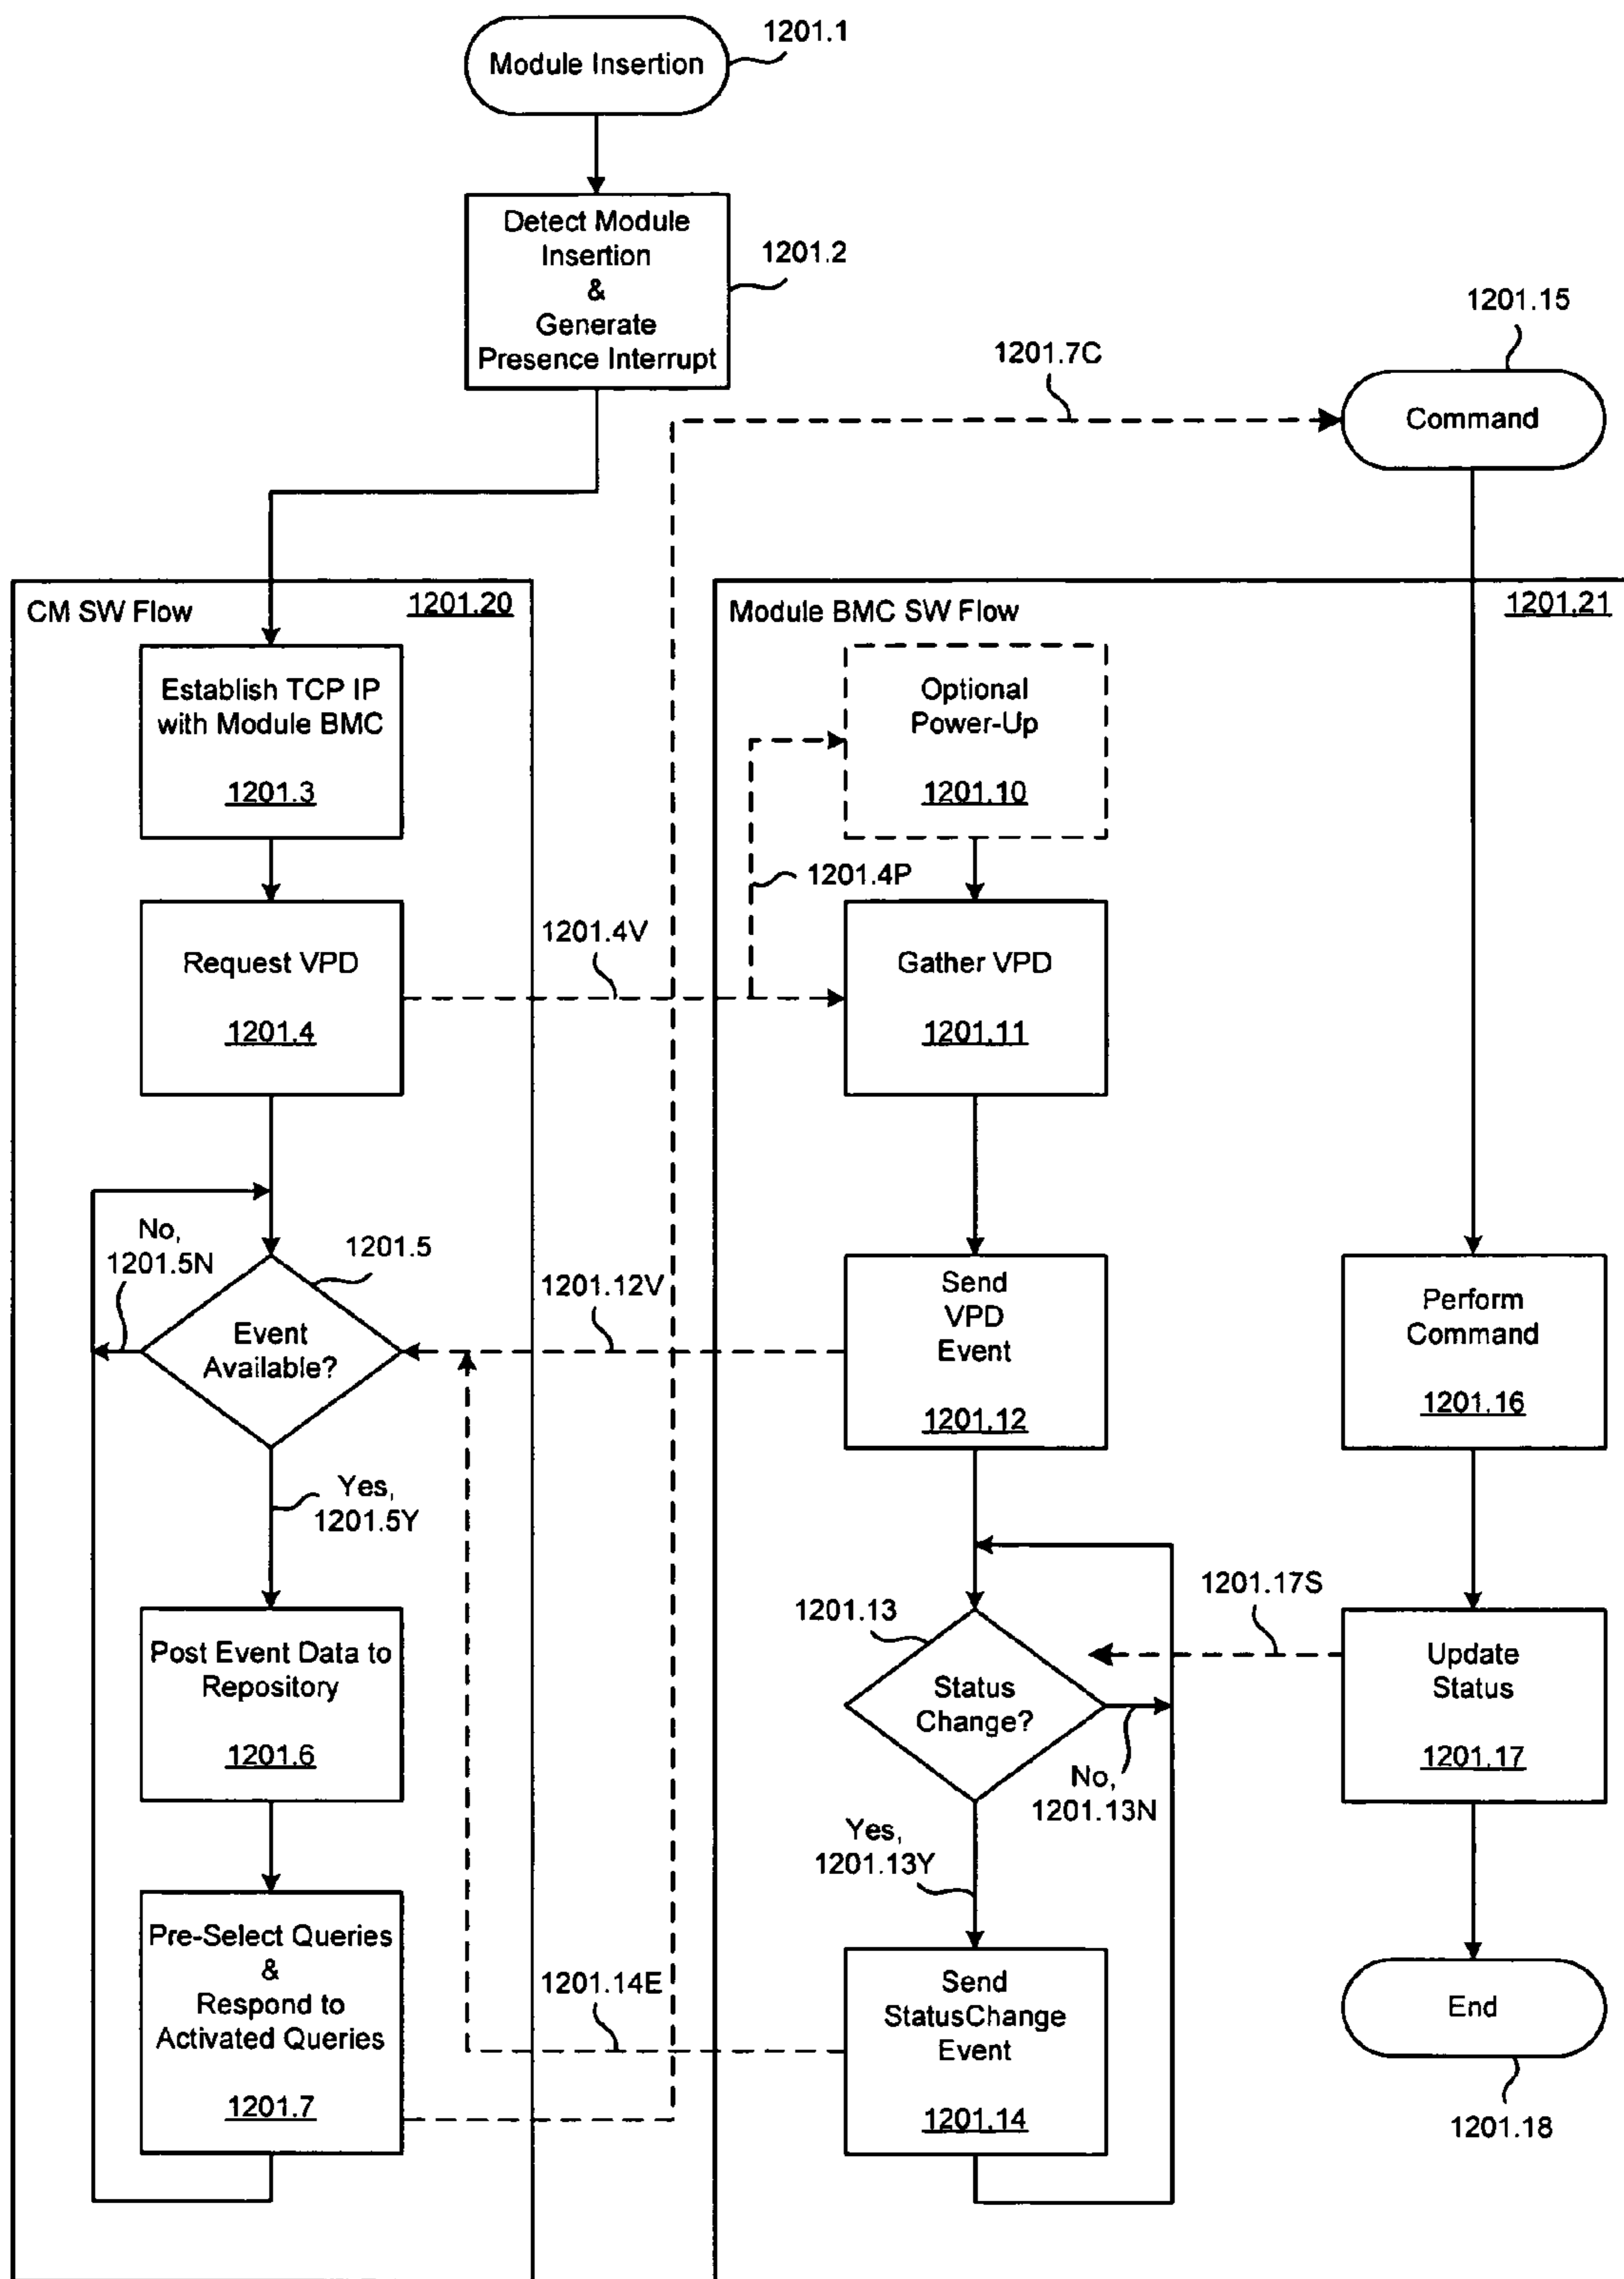 1201.1
Module Insertion
Detect Module
Insertion
&
Generate
Presence Interrupt
1201.2
1201.15
1201.7C
Command
CM SW Flow
1201.20
Module BMC SW Flow
1201.21
Establish TCP IP
with Module BMC
1201.3
Optional
Power-Up
1201.10
1201.4P
1201.4V
Request VPD
1201.4
Gather VPD
1201.11
No,
1201.5N
1201.5
Event
Available?
1201.12V
Send
VPD
Event
1201.12
Perform
Command
1201.16
Yes,
1201.5Y
1201.17S
1201.13
Post Event Data to
Repository
1201.6
Status
Change?
Update
Status
1201.17
No,
1201.13N
Yes,
1201.13Y
Pre-Select Queries
&
Respond to
Activated Queries
1201.7
1201.14E
Send
StatusChange
Event
1201.14
End
1201.18